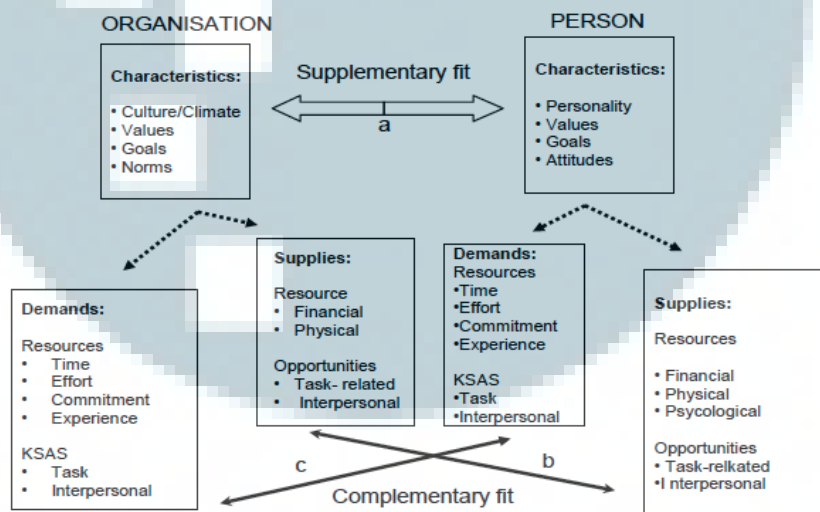 ORGANISATION
Characteristics:
• Culture/Climate
• Values
• Goals
• Norms
Supplementary fit
a
PERSON
Characteristics:
• Personality
• Values
• Goals
• Attitudes
Demands:
Resources
• Time
• Effort
• Commitment
• Experience
KSAS
• Task
• Interpersonal
Supplies:
Resource
• Financial
• Physical
Opportunities
• Task- related
• Interpersonal
Demands:
Resources
•Time
•Effort
•Commitment
•Experience
KSAS
•Task
•Interpersonal
Supplies:
Resources
• Financial
• Physical
• Psycological
Opportunities
• Task-relkated
•I nterpersonal
c
b
Complementary fit